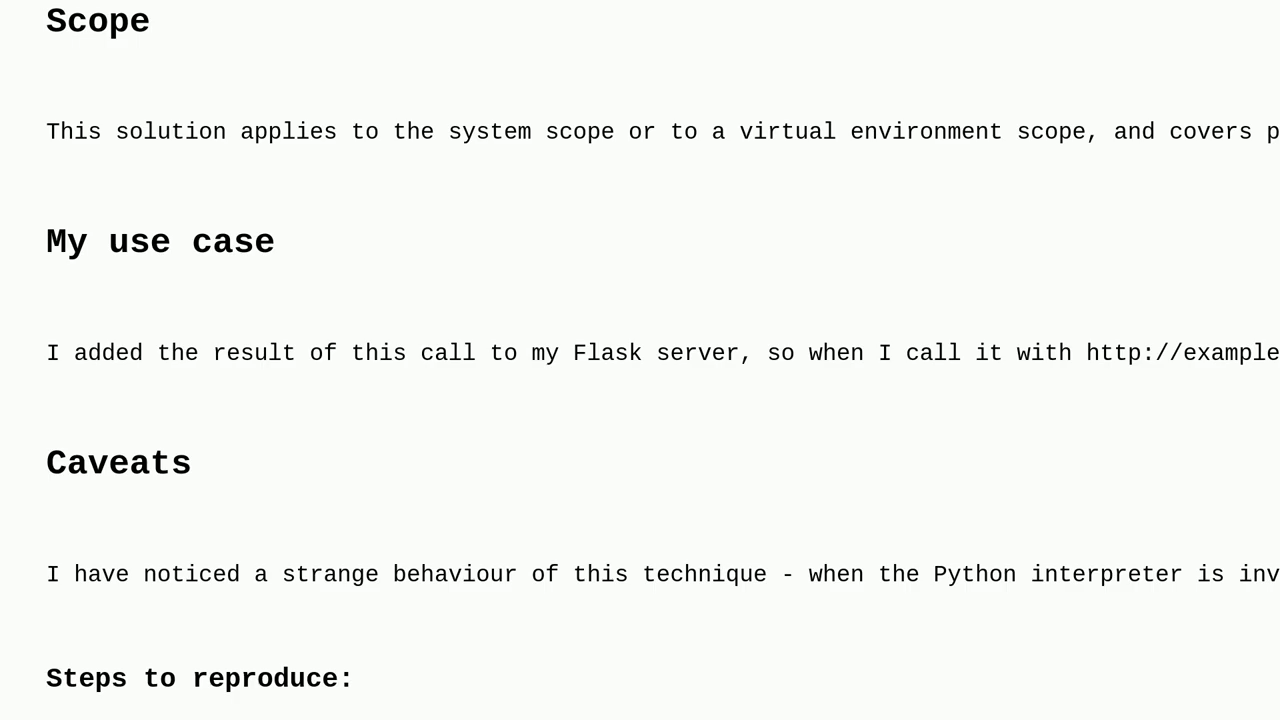 Scope
This solution applies to the system scope or to a virtual environment scope, and covers
My use case
I added the result of this call to my Flask server, so when I call it with http://example
Caveats
I have noticed a strange behaviour of this technique - when the Python interpreter is inv
Steps to reproduce: